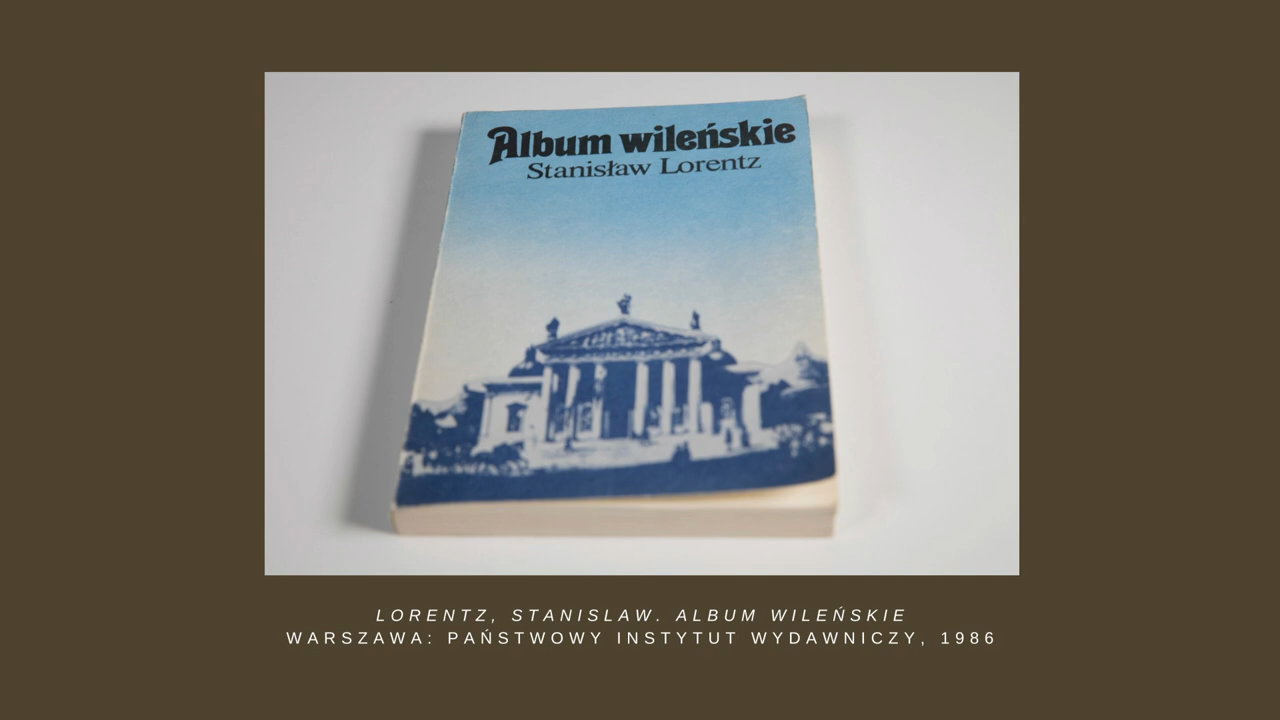 Album wileńskie
Stanisław Lorentz
LORENTZ, STANISLAW. ALBUM WILEŃSKIE
WARSZAWA: PAŃSTWOWY INSTYTUT WYDAWNICZY, 1986